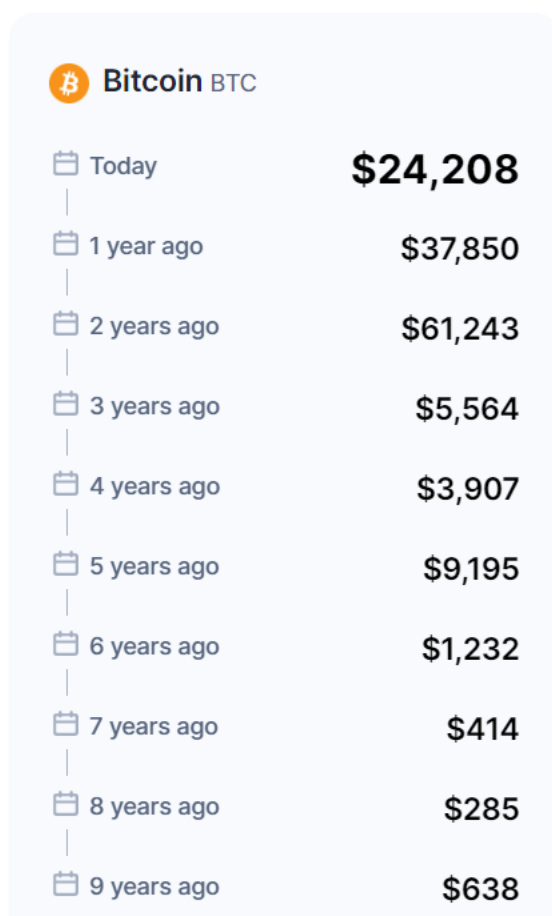 Bitcoin BTC
Today $24,208
1 year ago $37,850
2 years ago $61,243
3 years ago $5,564
4 years ago $3,907
5 years ago $9,195
6 years ago $1,232
7 years ago $414
8 years ago $285
9 years ago $638